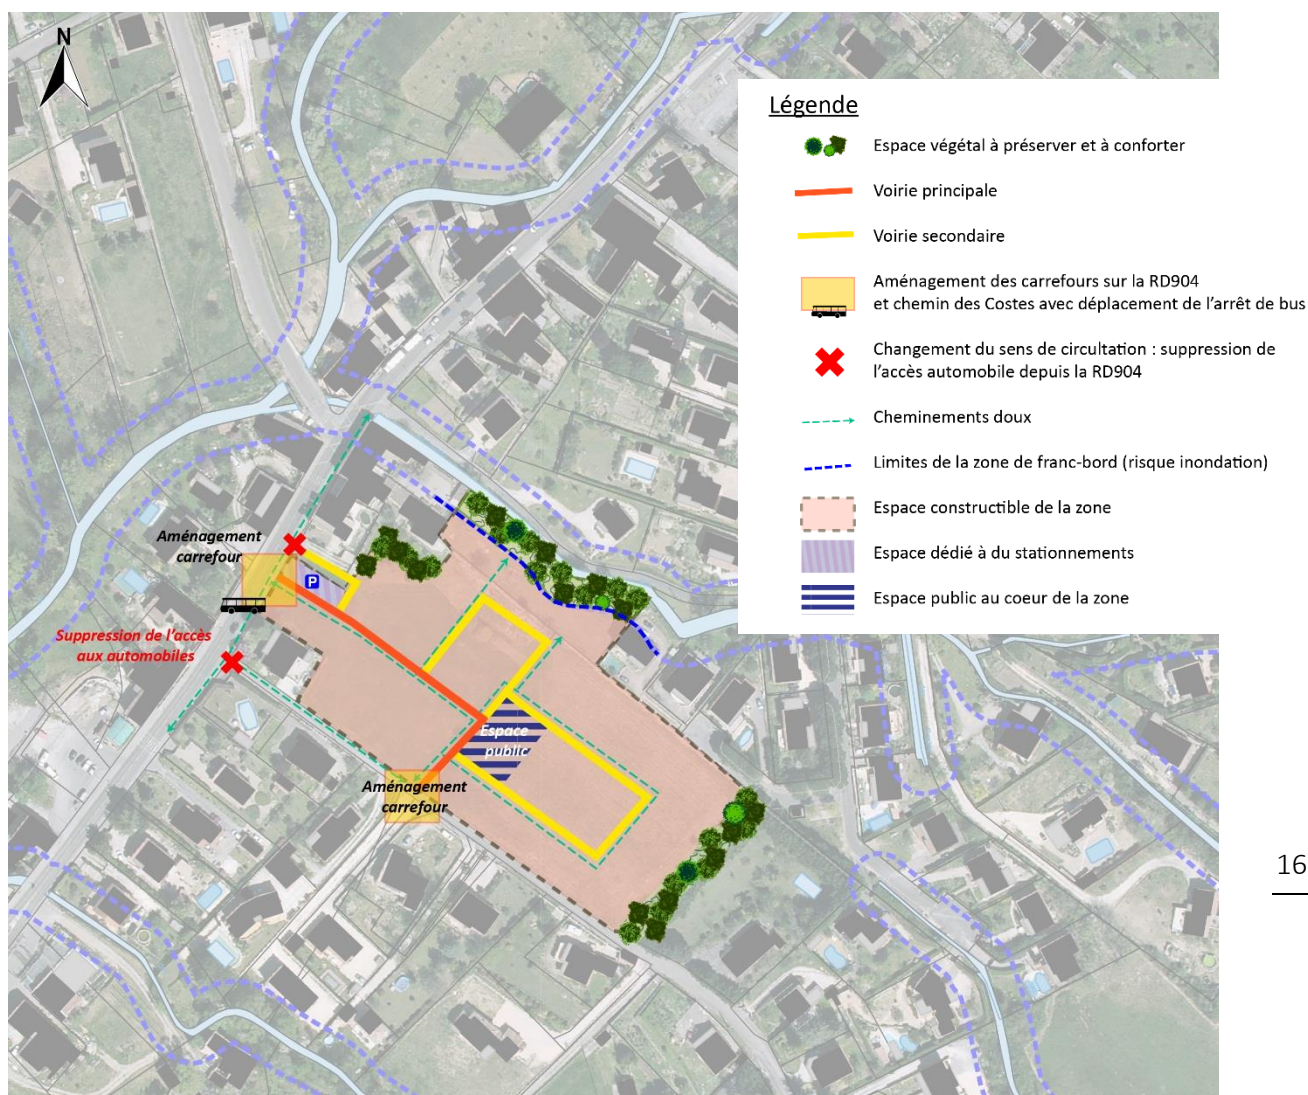 N
Légende
Espace végétal à préserver et à conforter
Voirie principale
Voirie secondaire
Aménagement des carrefours sur la RD904
et chemin des Costes avec déplacement de l'arrêt de bus
Changement du sens de circultation : suppression de
l'accès automobile depuis la RD904
Cheminements doux
Limites de la zone de franc-bord (risque inondation)
Espace constructible de la zone
Espace dédié à du stationnements
Espace public au coeur de la zone
Aménagement
carrefour
P
Suppression de l'accès
aux automobiles
Espace
public
Aménagement
carrefour
16